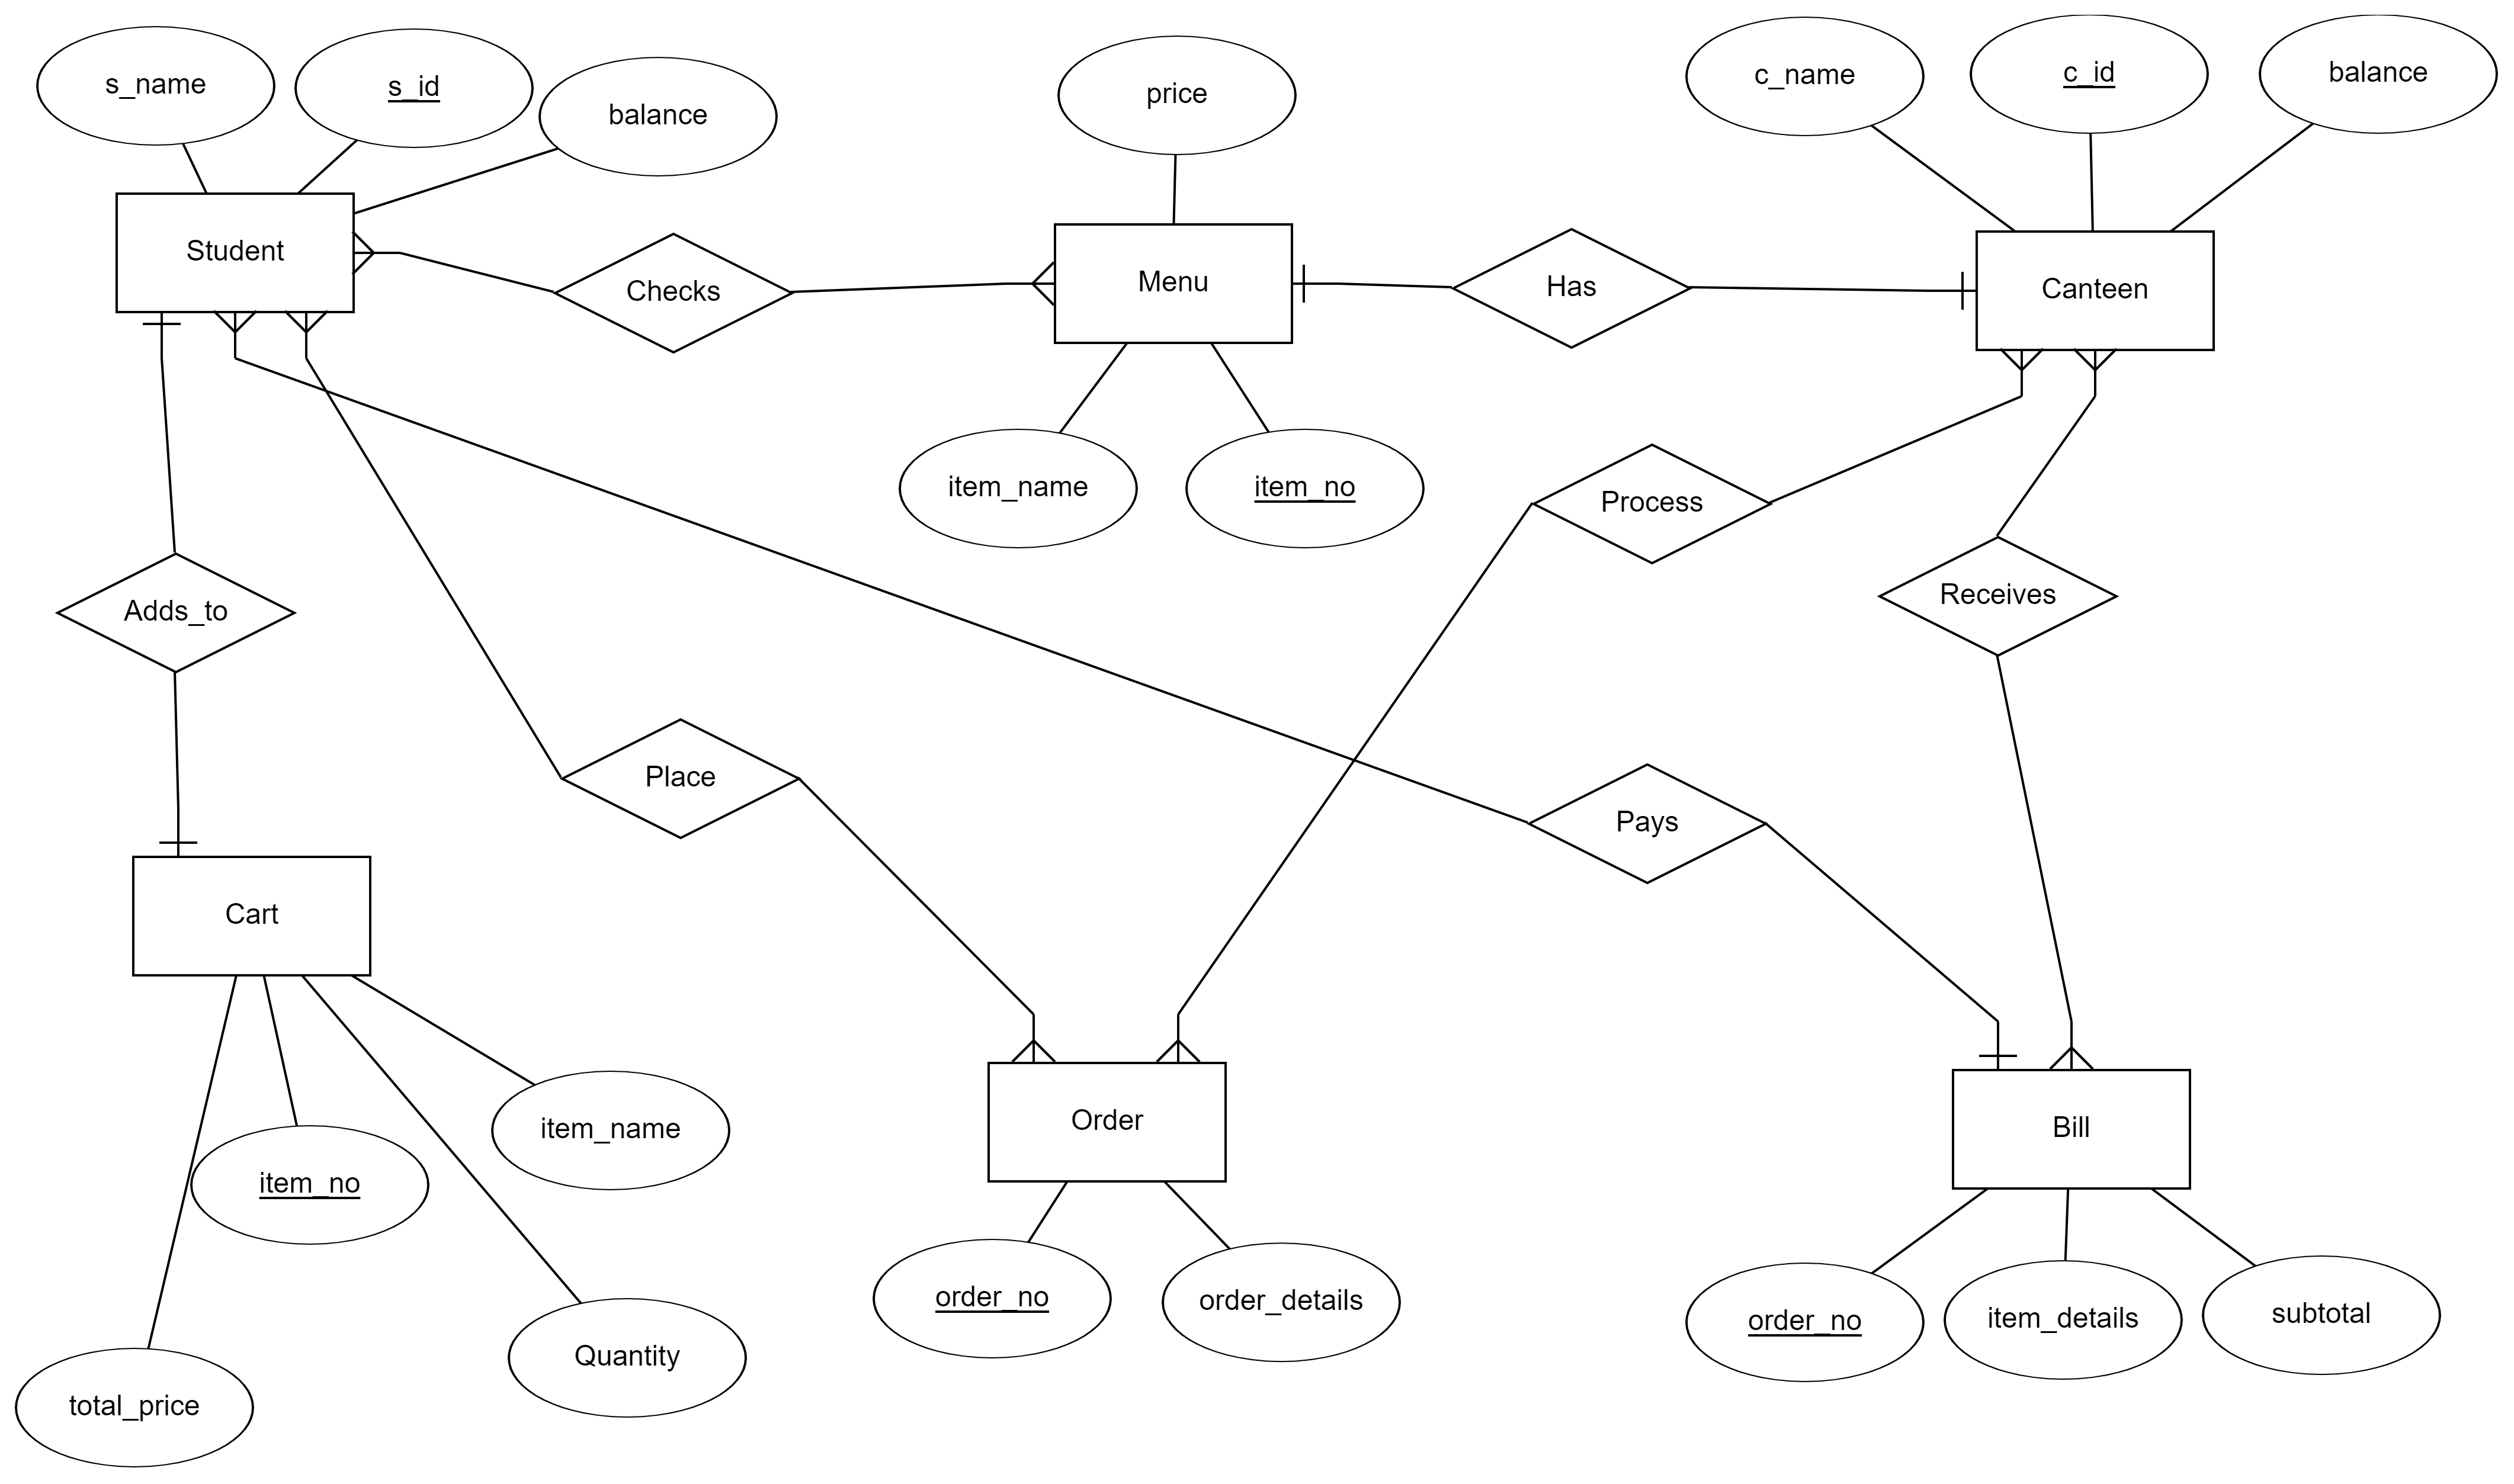 s_name
s_id
balance
price
c_name
c_id
balance
Student
Checks
Menu
Has
Canteen
item_name
item_no
Process
Receives
Adds_to
Place
Pays
Cart
Order
Bill
item_name
item_no
order_no
order_details
order_no
item_details
subtotal
Quantity
total_price